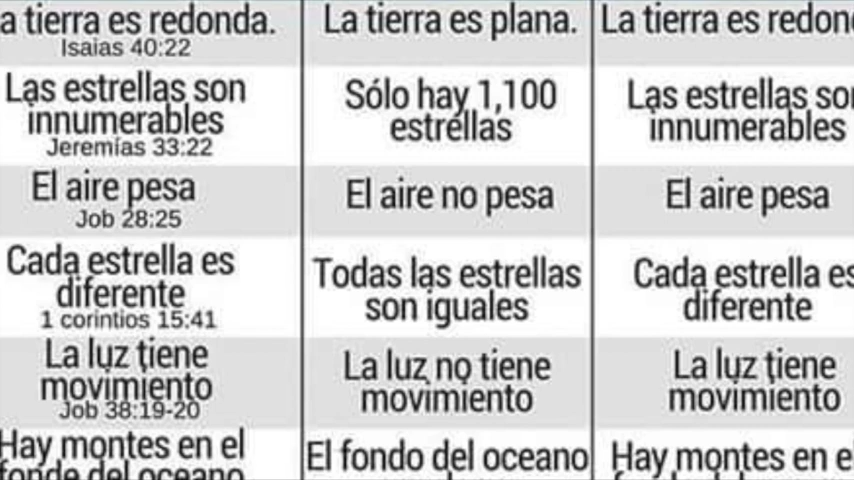 a tierra es redonda.
Isaias 40:22
La tierra es plana.
La tierra es
Las estrellas son
innumerables
Jeremías 33:22
Sólo hay 1,100
estrellas
Las estrellas
innumerables
El aire pesa
Job 28:25
El aire no pesa
El aire pesa
Cada estrella es
diferente
1 corintios 15:41
Todas las estrellas
son iguales
Cada estrella es
diferente
La luz tiene
movimiento
Job 38:19-20
La luz no tiene
movimiento
La luz tiene
movimiento
Hay montes en el
fonde del oceano
El fondo del oceano
Hay montes en el